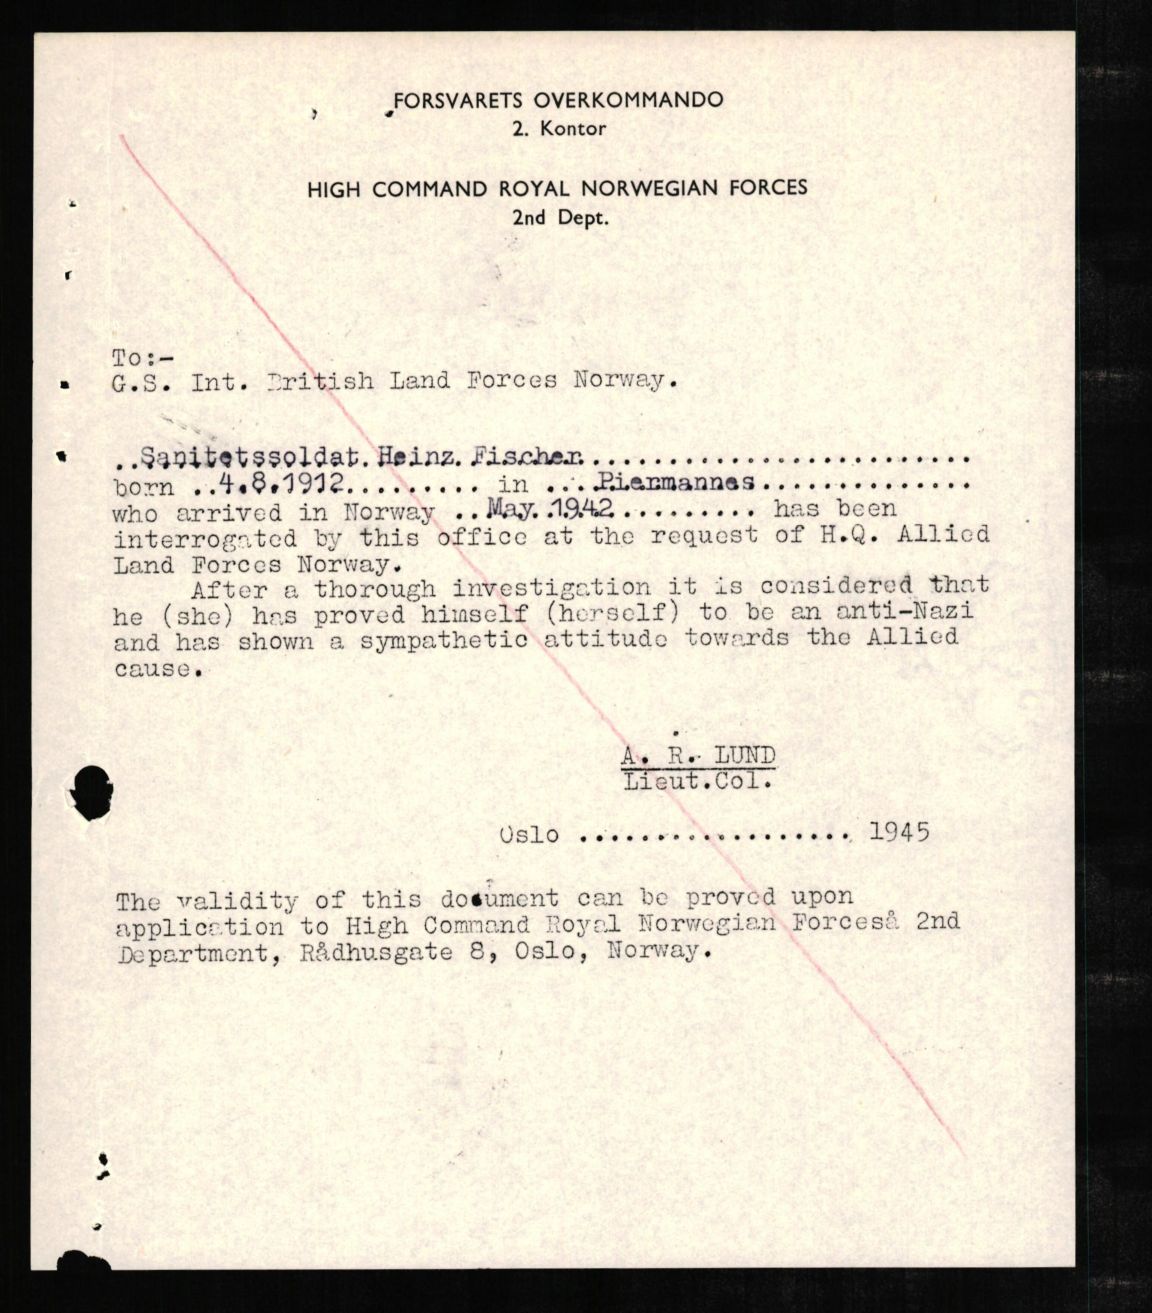 FORSVARETS OVERKOMMANDO
2. Kontor
HIGH COMMAND ROYAL NORWEGIAN FORCES
2nd Dept.
To:-
G.S. Int. British Land Forces Norway.
..Sanitetssoldat. Heinz. Fischer............................
born ..4.8.1912......... in ...Piermannes...............
who arrived in Norway ..May. .1942.......... has been
interrogated by this office at the request of H.Q. Allied
Land Forces Norway.
After a thorough investigation it is considered that
he (she) has proved himself (herself) to be an anti-Nazi
and has shown a sympathetic attitude towards the Allied
cause.
A. R. LUND
Lieut.Col.
Oslo .................. 1945
The validity of this document can be proved upon
application to High Command Royal Norwegian Forceså 2nd
Department, Rådhusgate 8, Oslo, Norway.